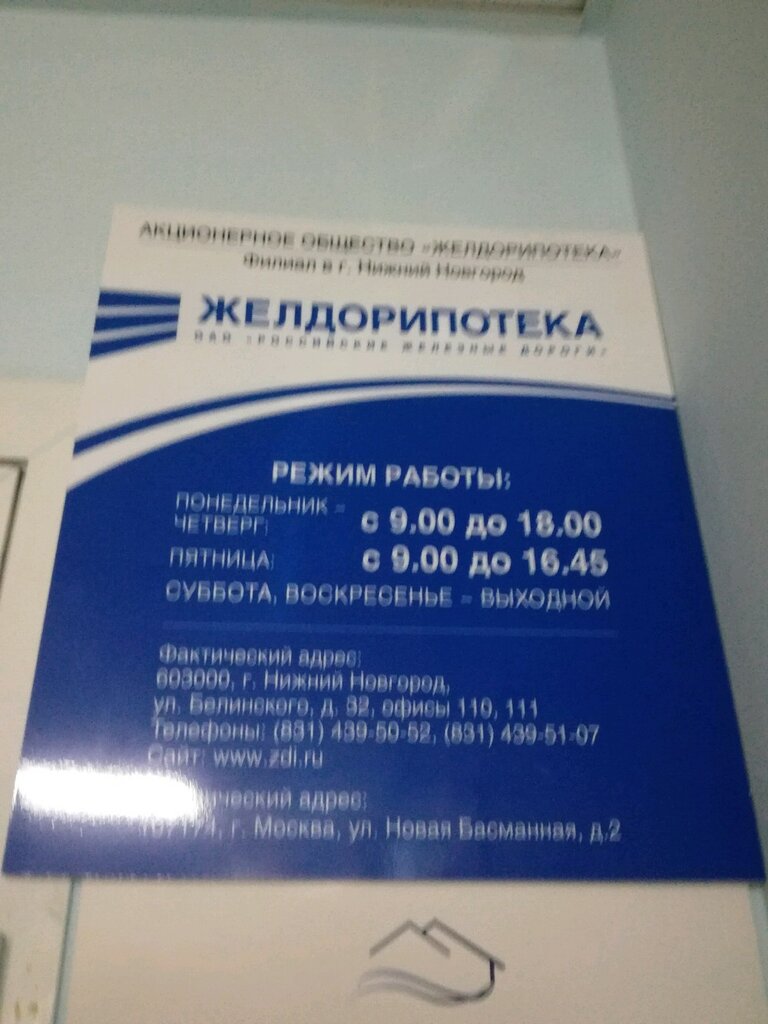 АКЦИОНЕРНОЕ ОБЩЕСТВО «ЖЕЛДОРИПОТЕКА»
Филиал в г. Нижний Новгород
ЖЕЛДОРИПОТЕКА
ОАО «РОССИЙСКИЕ ЖЕЛЕЗНЫЕ ДОРОГИ»
РЕЖИМ РАБОТЫ:
ПОНЕДЕЛЬНИК –
ЧЕТВЕРГ: с 9.00 до 18.00
ПЯТНИЦА: с 9.00 до 16.45
СУББОТА, ВОСКРЕСЕНЬЕ – ВЫХОДНОЙ
Фактический адрес:
603000, г. Нижний Новгород,
ул. Белинского, д. 32, офисы 110, 111
Телефоны: (831) 439-50-52, (831) 439-51-07
Сайт: www.zdi.ru
адрес:
г. Москва, ул. Новая Басманная, д.2